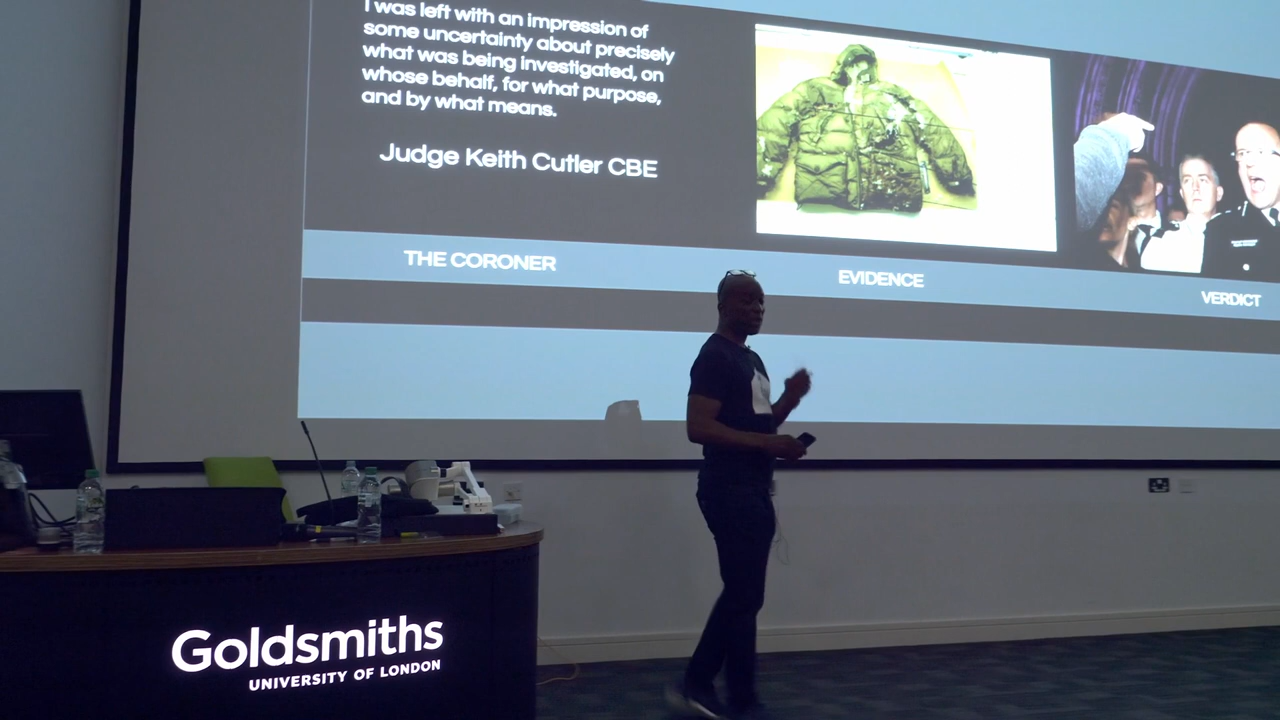 I was left with an impression of
some uncertainty about precisely
what was being investigated, on
whose behalf, for what purpose,
and by what means.
Judge Keith Cutler CBE
THE CORONER
EVIDENCE
VERDICT
Goldsmiths
UNIVERSITY OF LONDON